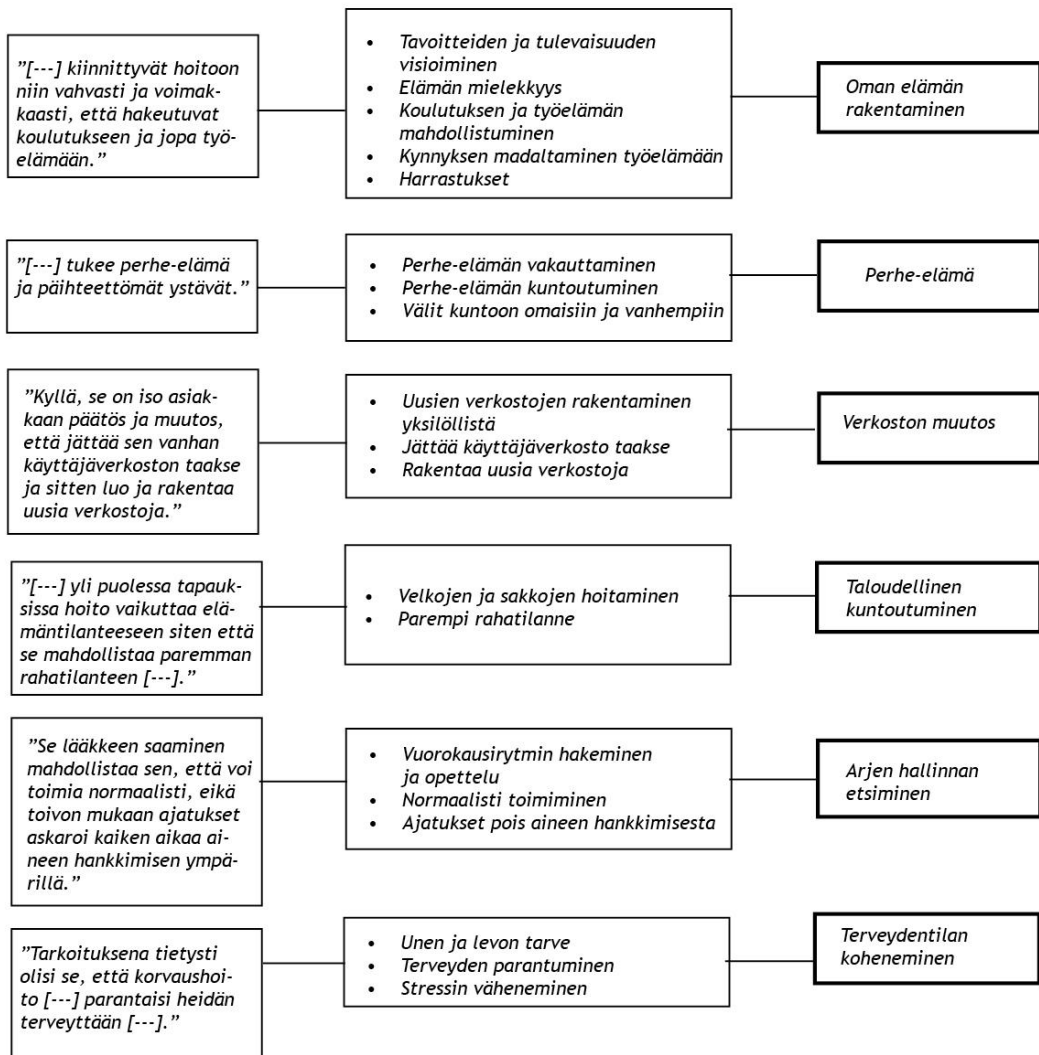 ”[---] kiinnittyvät hoitoon
niin vahvasti ja voimak-
kaasti, että hakeutuvat
koulutukseen ja jopa työ-
elämään.”
• Tavoitteiden ja tulevaisuuden
visioiminen
• Elämän mielekkyys
• Koulutuksen ja työelämän
mahdollistuminen
• Kynnyksen madaltaminen työelämään
• Harrastukset
Oman elämän
rakentaminen
”[---] tukee perhe-elämä
ja päihteettömät ystävät.”
• Perhe-elämän vakauttaminen
• Perhe-elämän kuntoutuminen
• Välit kuntoon omaisiin ja vanhempiin
Perhe-elämä
”Kyllä, se on iso asiak-
kaan päätös ja muutos,
että jättää sen vanhan
käyttäjäverkoston taakse
ja sitten luo ja rakentaa
uusia verkostoja.”
• Uusien verkostojen rakentaminen
yksilöllistä
• Jättää käyttäjäverkosto taakse
• Rakentaa uusia verkostoja
Verkoston muutos
”[---] yli puolessa tapauk-
sissa hoito vaikuttaa elä-
mäntilanteeseen siten että
se mahdollistaa paremman
rahatilanteen [---].”
• Velkojen ja sakkojen hoitaminen
• Parempi rahatilanne
Taloudellinen
kuntoutuminen
”Se lääkkeen saaminen
mahdollistaa sen, että voi
toimia normaalisti, eikä
toivon mukaan ajatukset
askaroi kaiken aikaa ai-
neen hankkimisen ympä-
rillä.”
• Vuorokausirytmin hakeminen
ja opettelu
• Normaalisti toimiminen
• Ajatukset pois aineen hankkimisesta
Arjen hallinnan
etsiminen
”Tarkoituksena tietysti
olisi se, että korvaushoi-
to [---] parantaisi heidän
terveyttään [---].”
• Unen ja levon tarve
• Terveyden parantuminen
• Stressin väheneminen
Terveydentilan
koheneminen